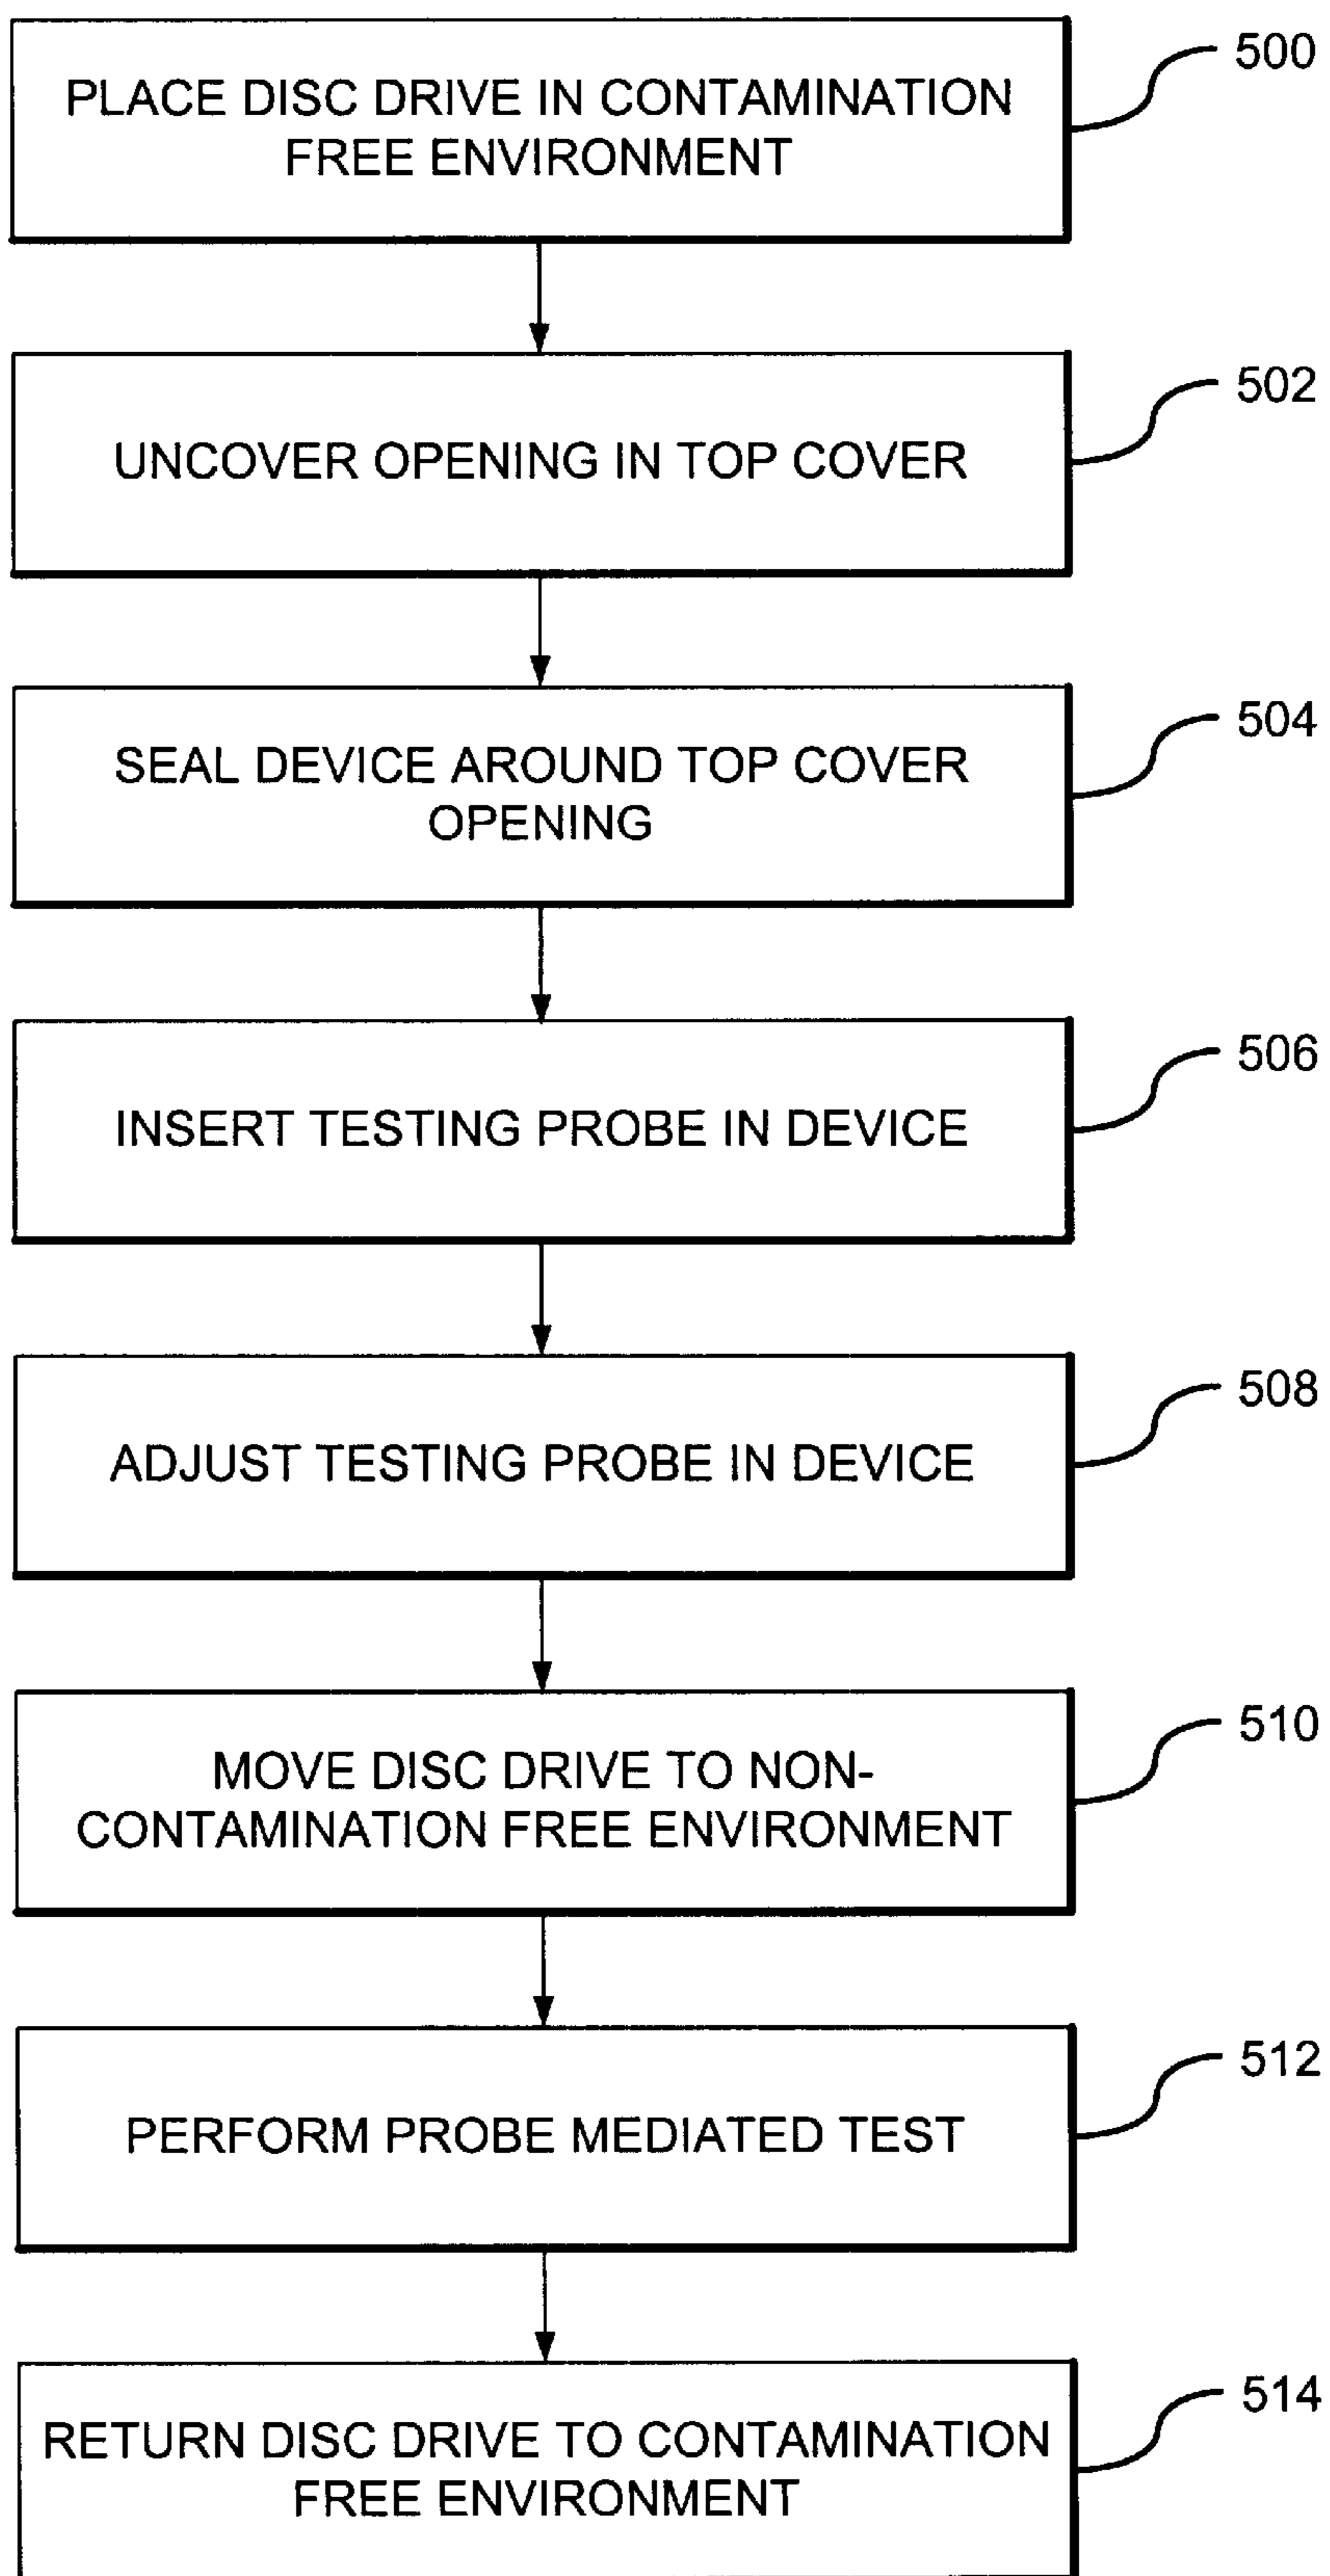 PLACE DISC DRIVE IN CONTAMINATION
FREE ENVIRONMENT
500
UNCOVER OPENING IN TOP COVER
502
SEAL DEVICE AROUND TOP COVER
OPENING
504
INSERT TESTING PROBE IN DEVICE
506
ADJUST TESTING PROBE IN DEVICE
508
MOVE DISC DRIVE TO NON-
CONTAMINATION FREE ENVIRONMENT
510
PERFORM PROBE MEDIATED TEST
512
RETURN DISC DRIVE TO CONTAMINATION
FREE ENVIRONMENT
514